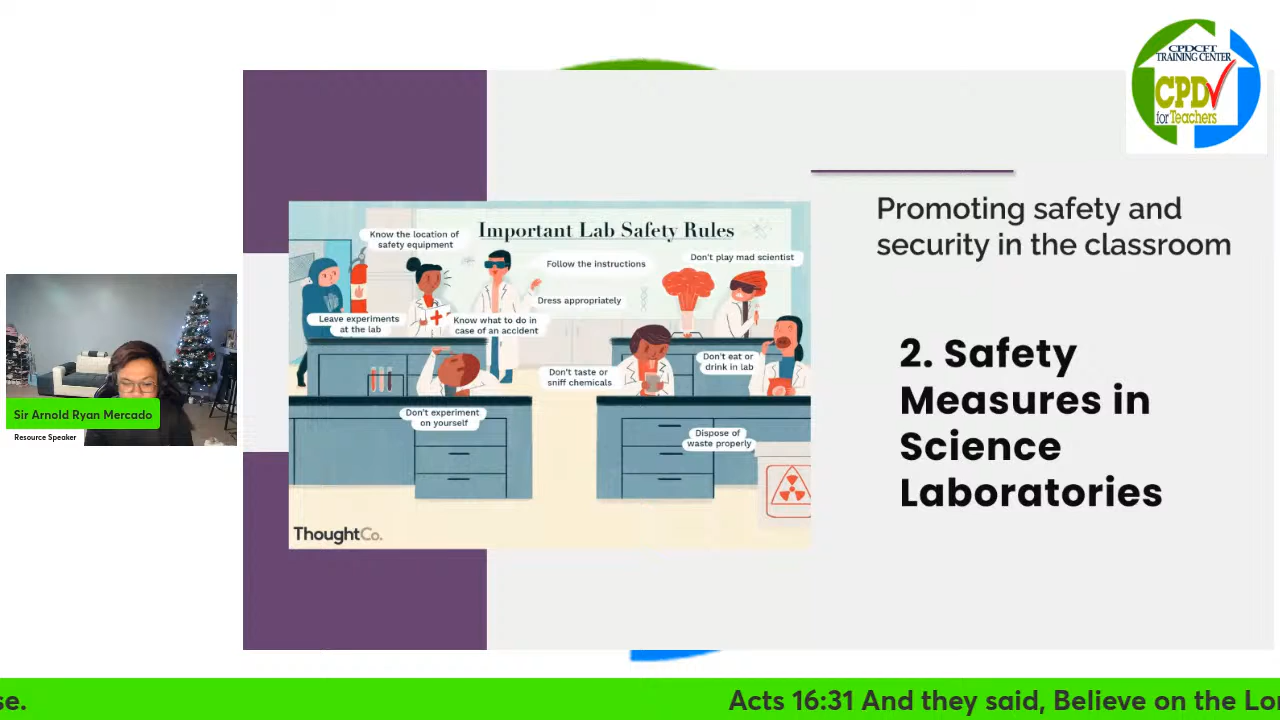 CPDCFT
TRAINING CENTER
CPD
for Teachers
Promoting safety and
security in the classroom
2. Safety
Measures in
Science
Laboratories
Important Lab Safety Rules
Know the location of
safety equipment
Follow the instructions
Don't play mad scientist
Dress appropriately
Leave experiments
at the lab
Know what to do in
case of an accident
Don't taste or
sniff chemicals
Don't eat or
drink in lab
Don't experiment
on yourself
Dispose of
waste properly
ThoughtCo.
Sir Arnold Ryan Mercado
Resource Speaker
se. Acts 16:31 And they said, Believe on the Lor